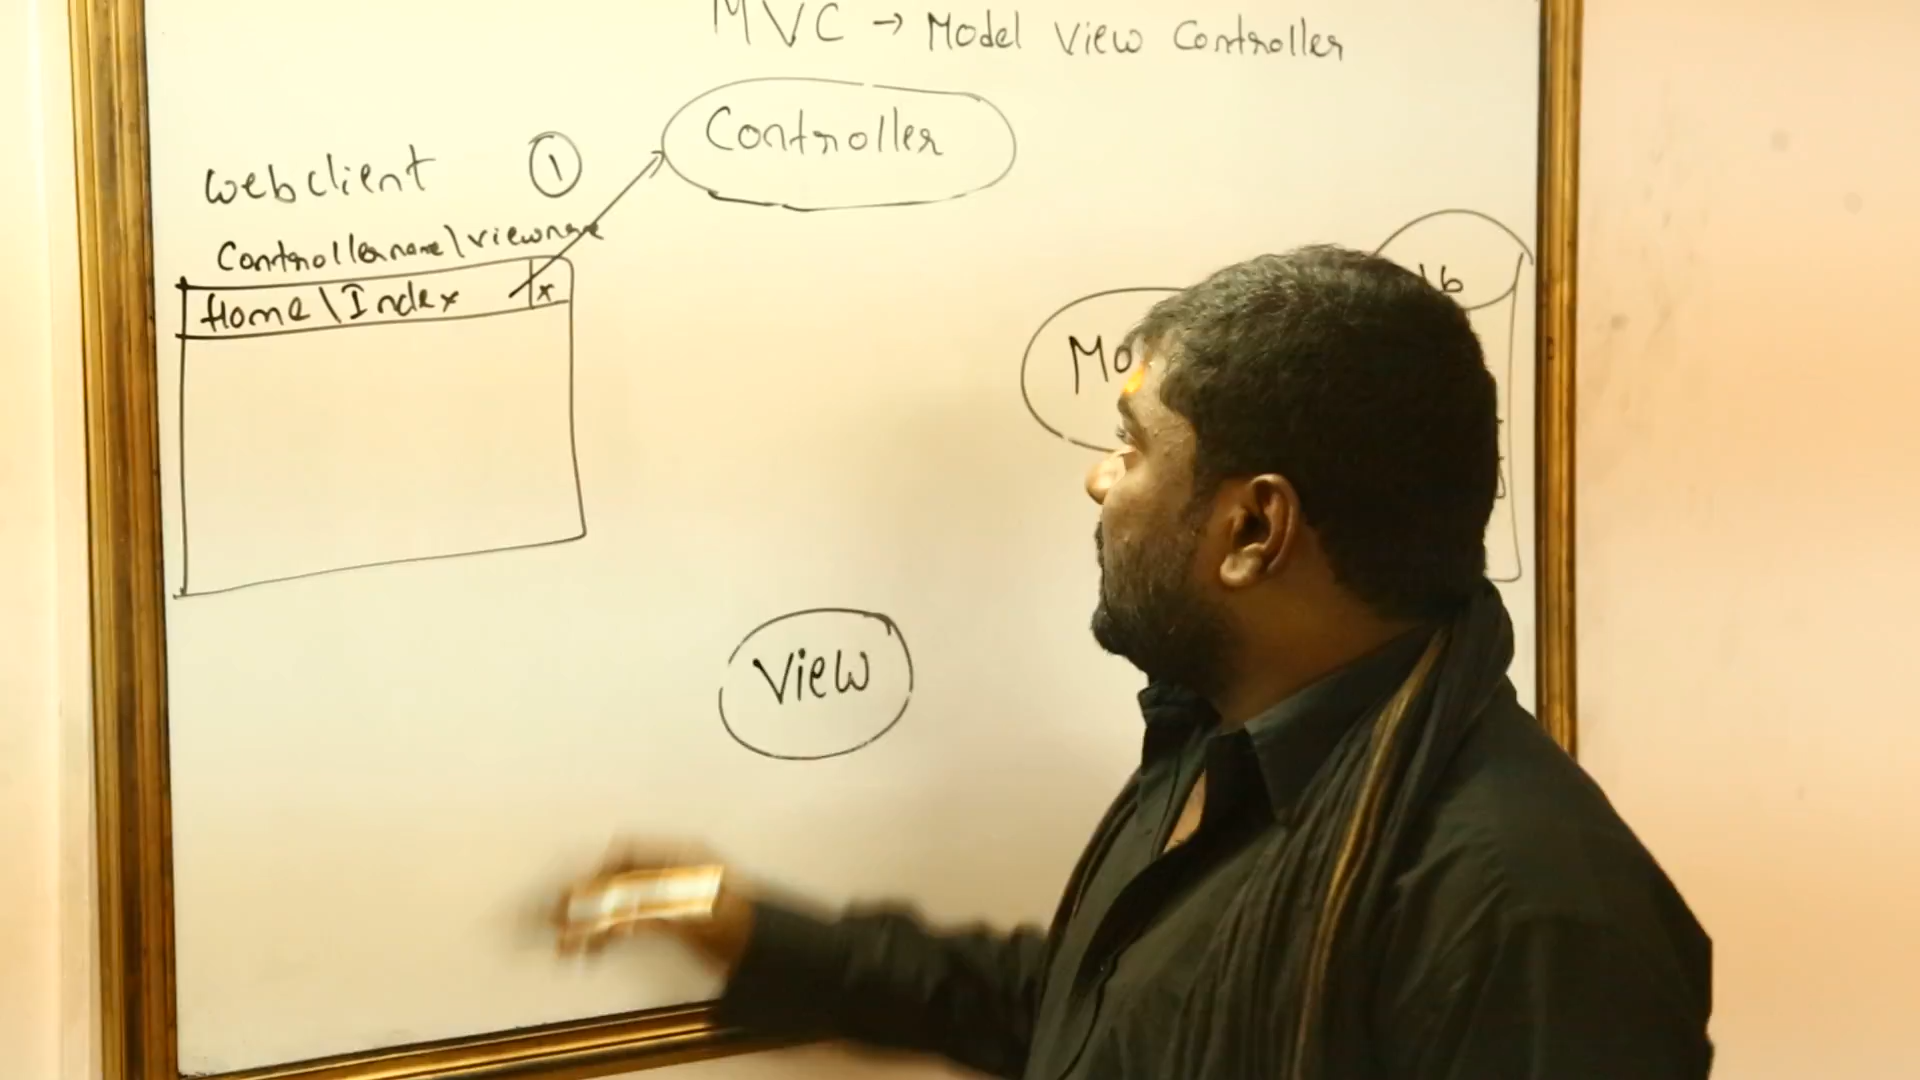 MVC → Model View Controller
Controller
webclient
1
Controllername\viewname
Home\Index x
Mo
View